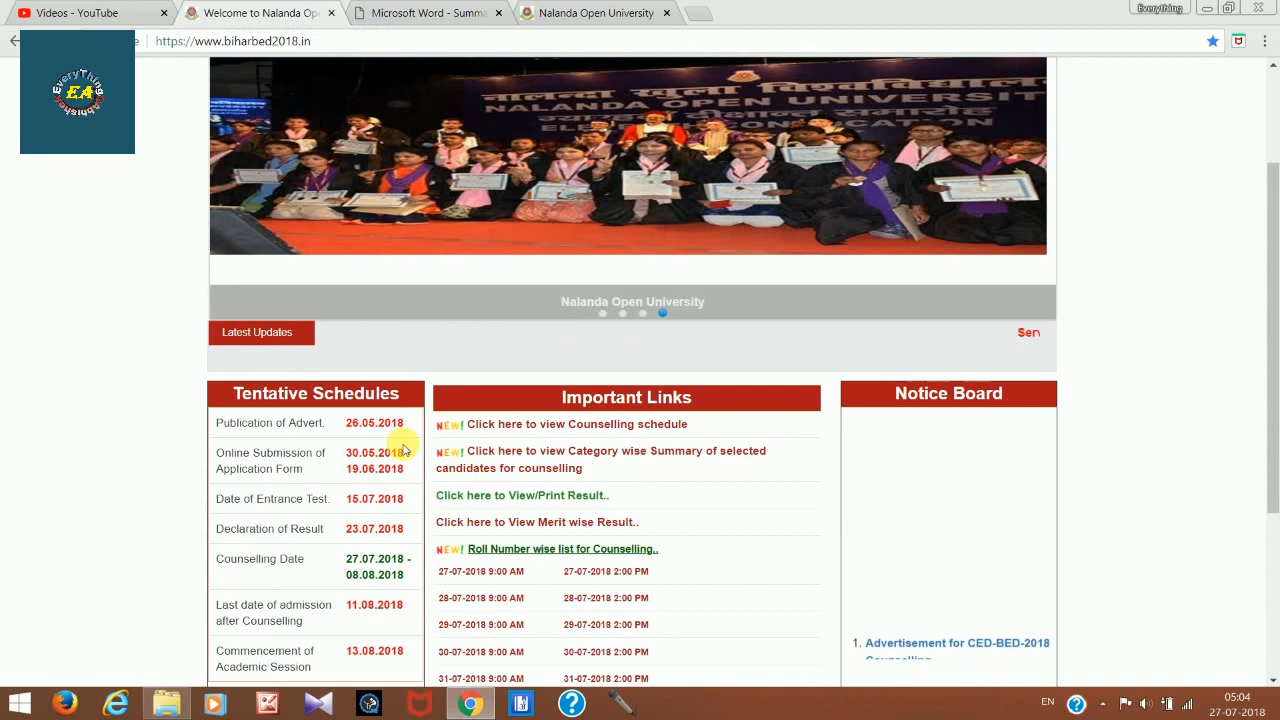 Videos - YouTube
Welcome to Nalanda Op
Microsoft Word - Summa
Nalanda Open University
Everything
https://www.biharbed2018.in
EveryThing
EA
Abhishek
नालन्दा खुला विश्वविद्यालय
NALANDA OPEN UNIVERSITY
Nalanda Open University
Latest Updates
Serv
Tentative Schedules
Publication of Advert. 26.05.2018
Online Submission of 30.05.2018
Application Form 19.06.2018
Date of Entrance Test. 15.07.2018
Declaration of Result 23.07.2018
Counselling Date 27.07.2018 -
08.08.2018
Last date of admission 11.08.2018
after Counselling
Commencement of 13.08.2018
Academic Session
Important Links
NEW! Click here to view Counselling schedule
NEW! Click here to view Category wise Summary of selected
candidates for counselling
Click here to View/Print Result..
Click here to View Merit wise Result..
NEW! Roll Number wise list for Counselling..
27-07-2018 9:00 AM 27-07-2018 2:00 PM
28-07-2018 9:00 AM 28-07-2018 2:00 PM
29-07-2018 9:00 AM 29-07-2018 2:00 PM
30-07-2018 9:00 AM 30-07-2018 2:00 PM
31-07-2018 9:00 AM 31-07-2018 2:00 PM
Notice Board
1. Advertisement for CED-BED-2018
Counselling
EN
05:04
27-07-2018